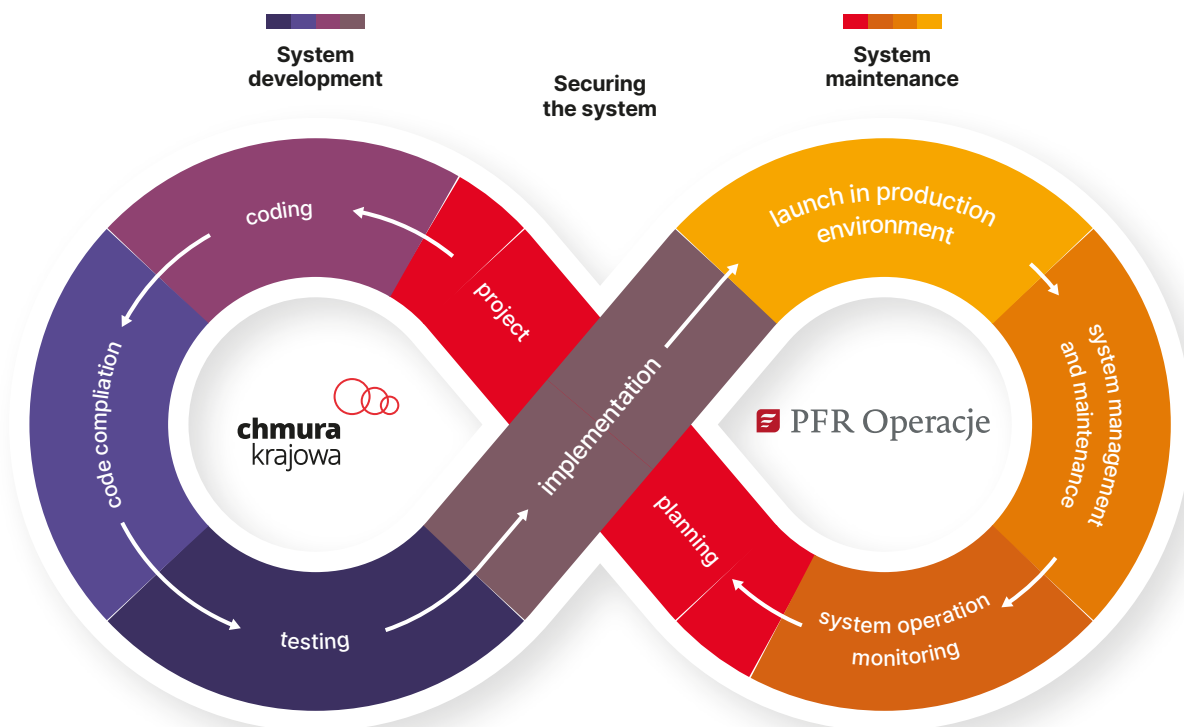 System
development
Securing
the system
System
maintenance
coding
project
code compliation
testing
implementation
launch in production
environment
system management
and maintenance
system operation
monitoring
planning
chmura
krajowa
PFR Operacje